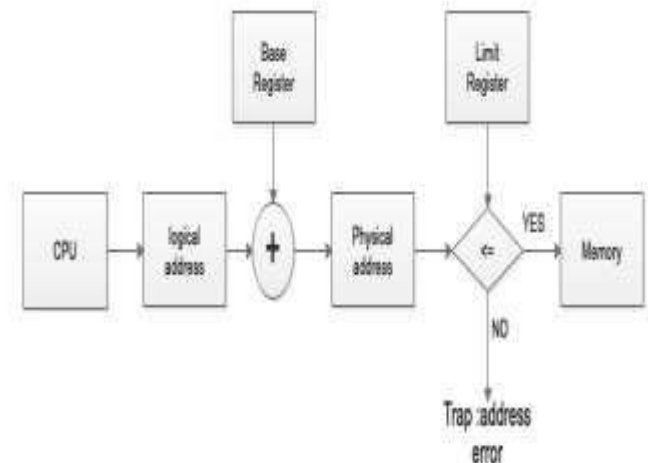 Base
Register
Limit
Register
CPU
logical
address
+
Physical
address
<=
YES
Memory
NO
Trap :address
error